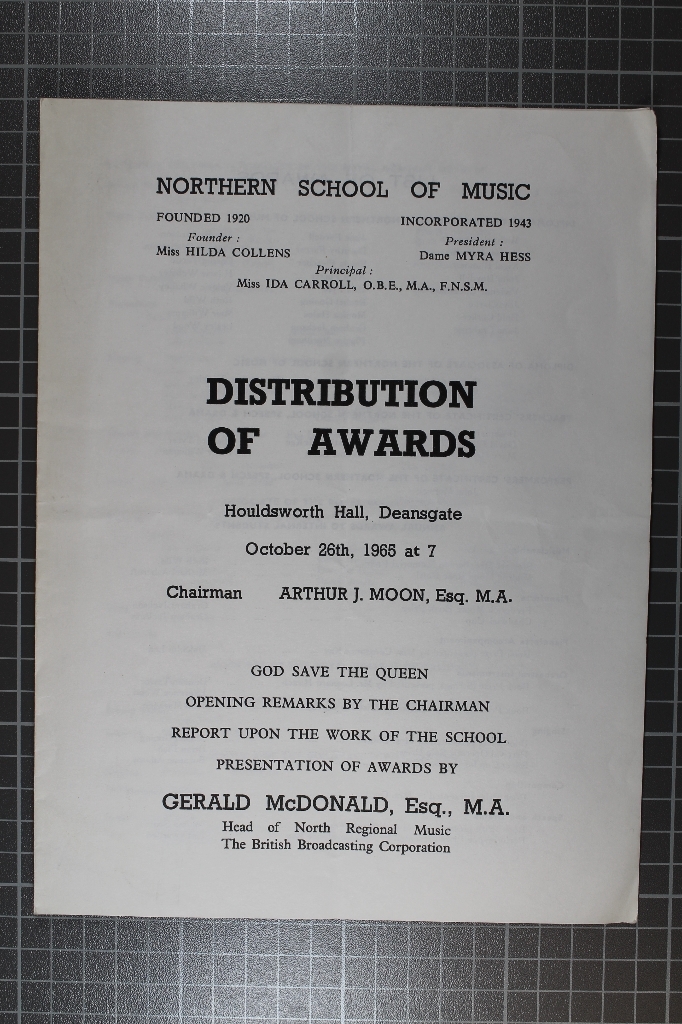 NORTHERN SCHOOL OF MUSIC
FOUNDED 1920 INCORPORATED 1943
Founder : President :
Miss HILDA COLLENS Dame MYRA HESS
Principal :
Miss IDA CARROLL, O.B.E., M.A., F.N.S.M.
DISTRIBUTION
OF AWARDS
Houldsworth Hall, Deansgate
October 26th, 1965 at 7
Chairman ARTHUR J. MOON, Esq. M.A.
GOD SAVE THE QUEEN
OPENING REMARKS BY THE CHAIRMAN
REPORT UPON THE WORK OF THE SCHOOL
PRESENTATION OF AWARDS BY
GERALD McDONALD, Esq., M.A.
Head of North Regional Music
The British Broadcasting Corporation